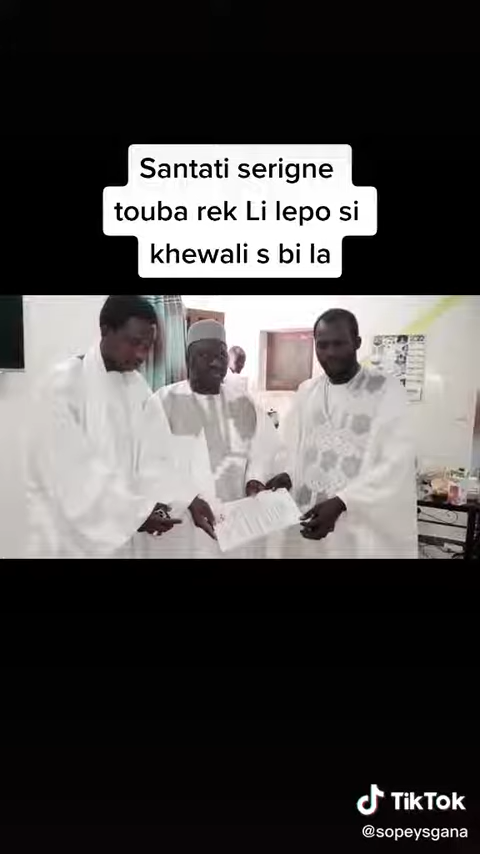 Santati serigne
touba rek Li lepo si
khewali s bi la
TikTok
@sopeysgana